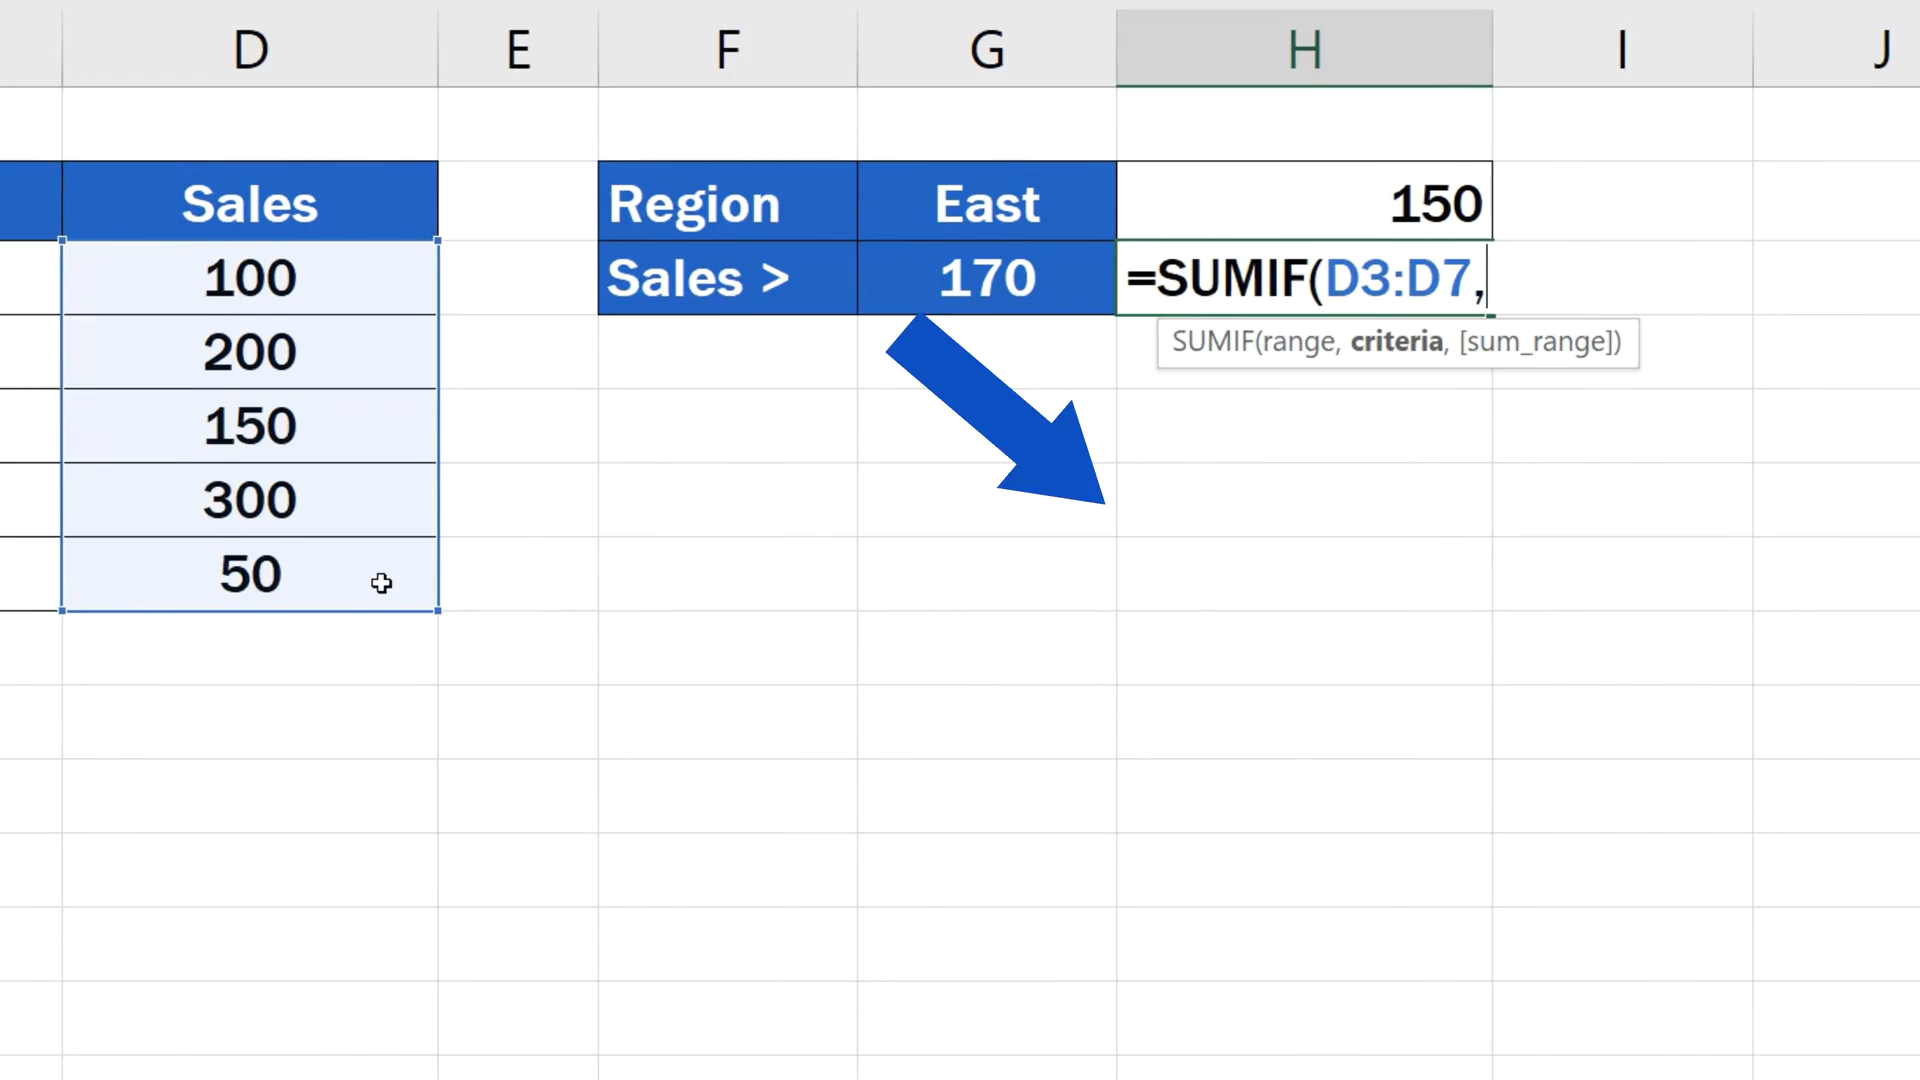 D E F G H I J
Sales Region East 150
100 Sales > 170 =SUMIF(D3:D7,
SUMIF(range, criteria, [sum_range])
200
150
300
50